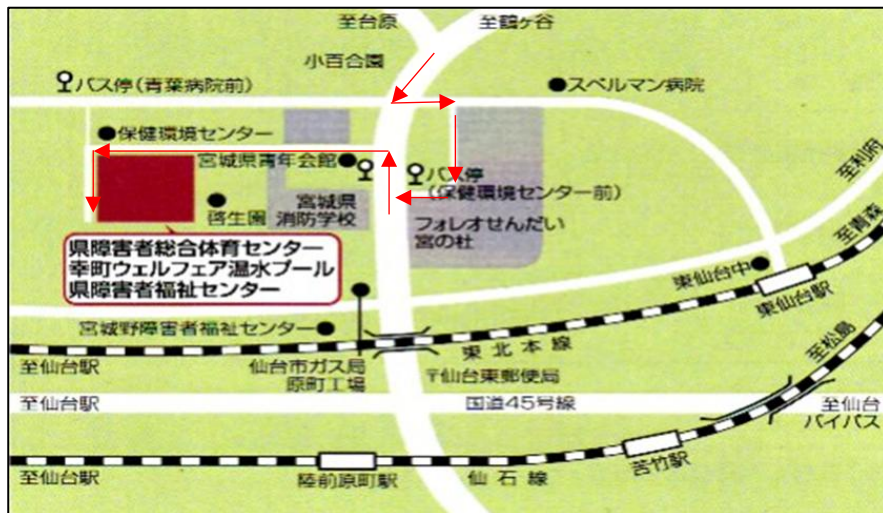 至台原
至鶴ヶ谷
小百合園
バス停(青葉病院前)
スペルマン病院
保健環境センター
宮城県青年会館
バス停
(保健環境センター前)
至利府
啓生園
宮城県
消防学校
フォレオせんだい
宮の杜
至青森
県障害者総合体育センター
幸町ウェルフェア温水プール
県障害者福祉センター
東仙台中
東仙台駅
宮城野障害者福祉センター
東北本線
至松島
至仙台駅
仙台市ガス局
原町工場
〒仙台東郵便局
至仙台駅
国道45号線
至仙台
バイパス
苦竹駅
至仙台駅
陸前原町駅
仙石線